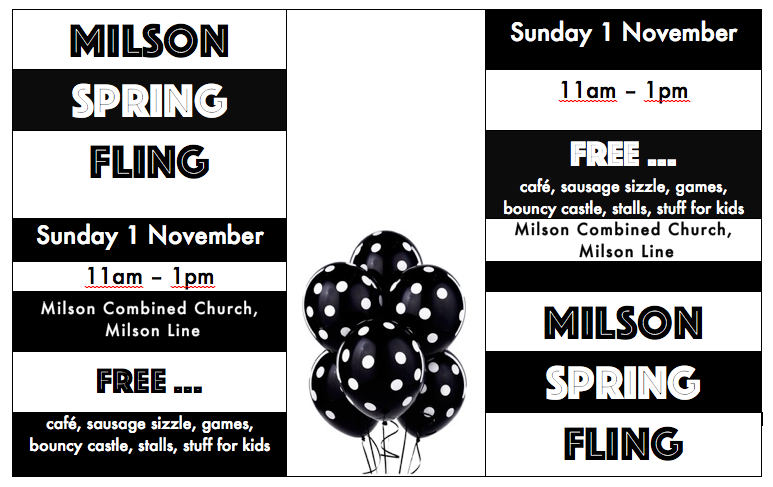 MILSON
SPRING
FLING
Sunday 1 November
11am – 1pm
Milson Combined Church,
Milson Line
FREE ...
café, sausage sizzle, games,
bouncy castle, stalls, stuff for kids
Sunday 1 November
11am – 1pm
FREE ...
café, sausage sizzle, games,
bouncy castle, stalls, stuff for kids
Milson Combined Church,
Milson Line
MILSON
SPRING
FLING